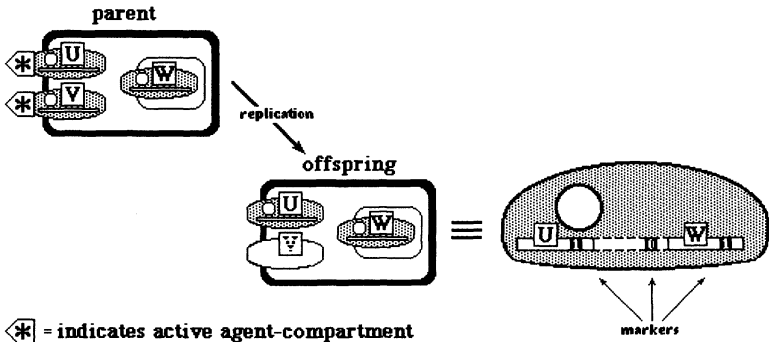 parent
* U
* V
W
replication
offspring
U
V
W
≡
U
W
markers
* = indicates active agent-compartment